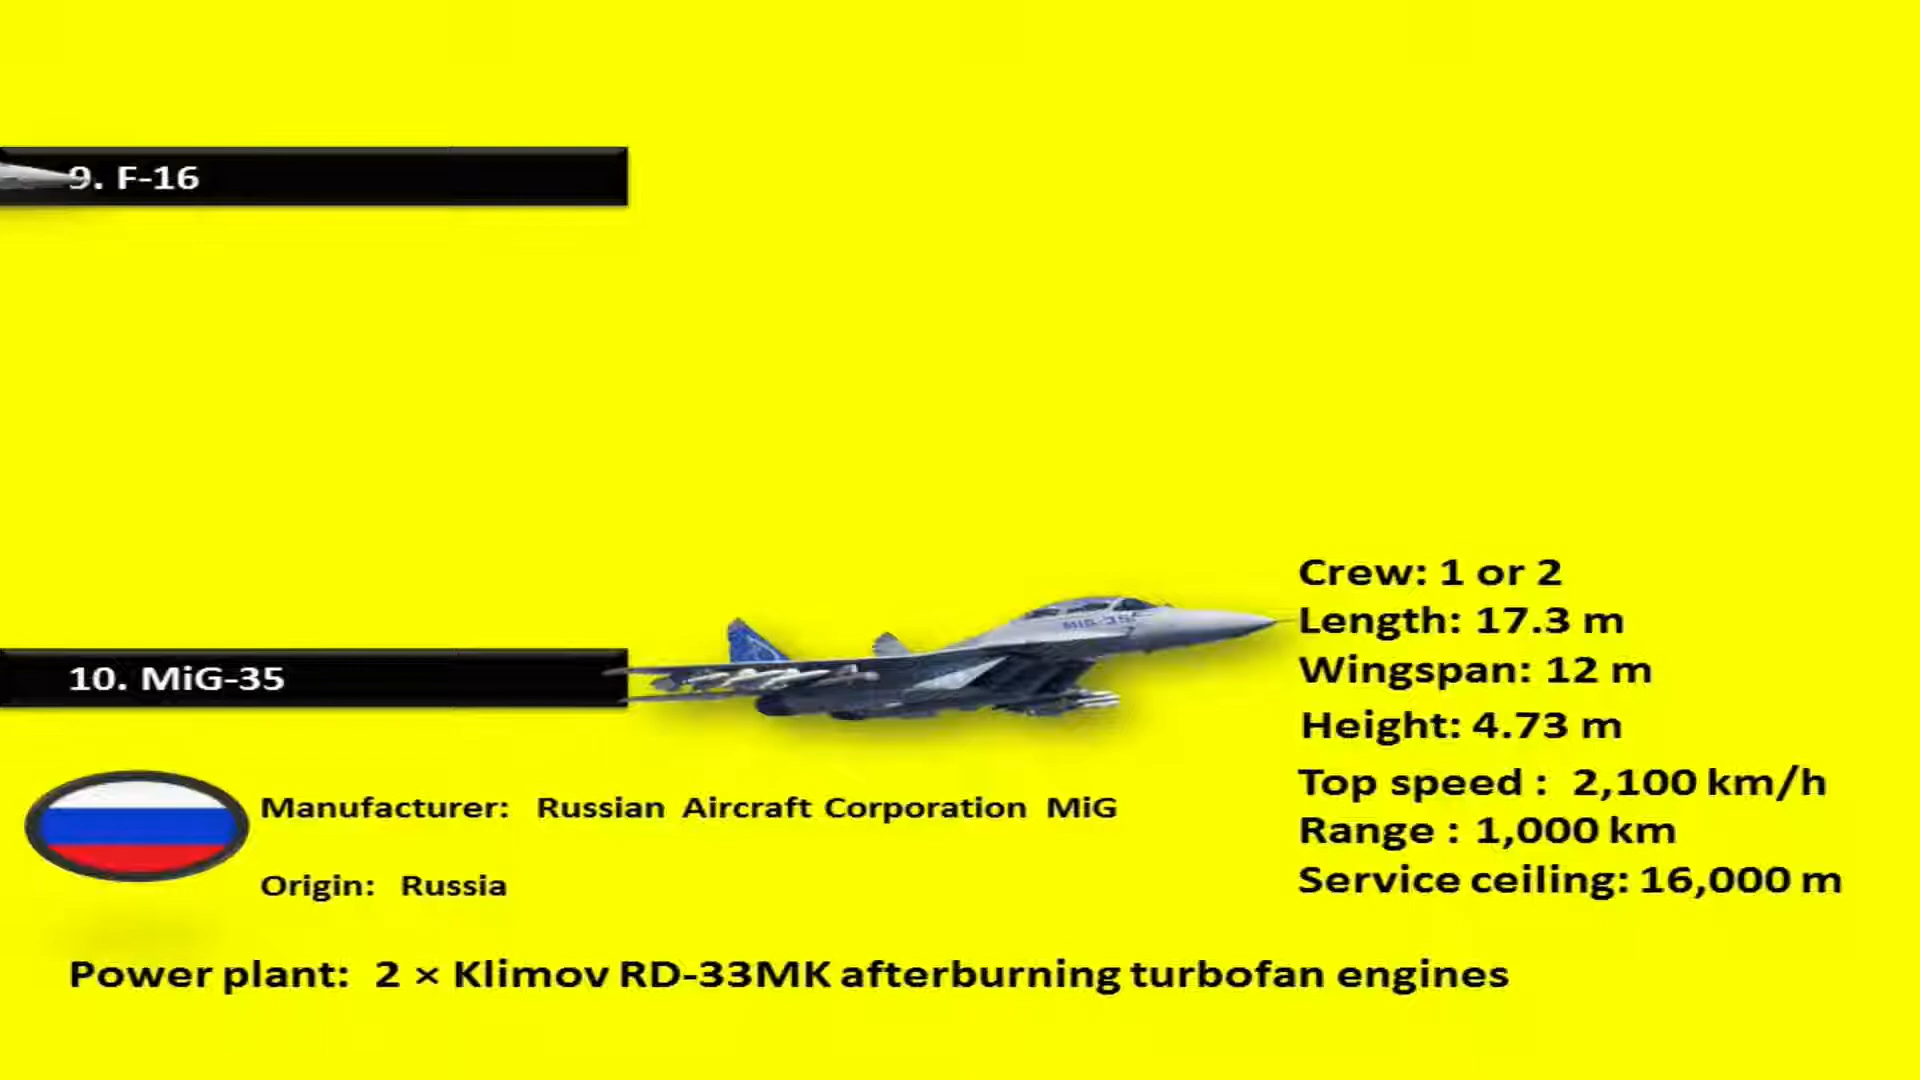 9. F-16
10. MiG-35
MIG-35
Crew: 1 or 2
Length: 17.3 m
Wingspan: 12 m
Height: 4.73 m
Top speed : 2,100 km/h
Range : 1,000 km
Service ceiling: 16,000 m
Manufacturer: Russian Aircraft Corporation MiG
Origin: Russia
Power plant: 2 × Klimov RD-33MK afterburning turbofan engines